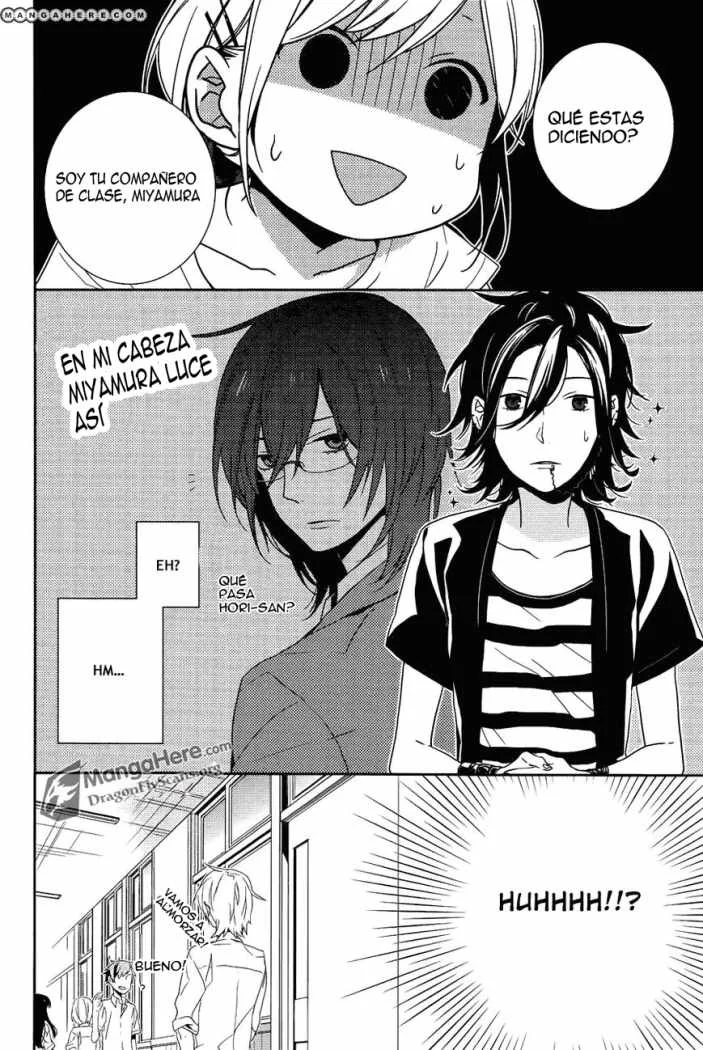 MANGAHERE.COM
QUÉ ESTAS
DICIENDO?
SOY TU COMPAÑERO
DE CLASE, MIYAMURA
EN MI CABEZA
MIYAMURA LUCE
ASÍ
EH?
QUÉ
PASA
HORI-SAN?
HM...
MangaHere.com
DragonFlyScans.org
HUHHHH!!?
VAMOS A
ALMORZAR!
BUENO!